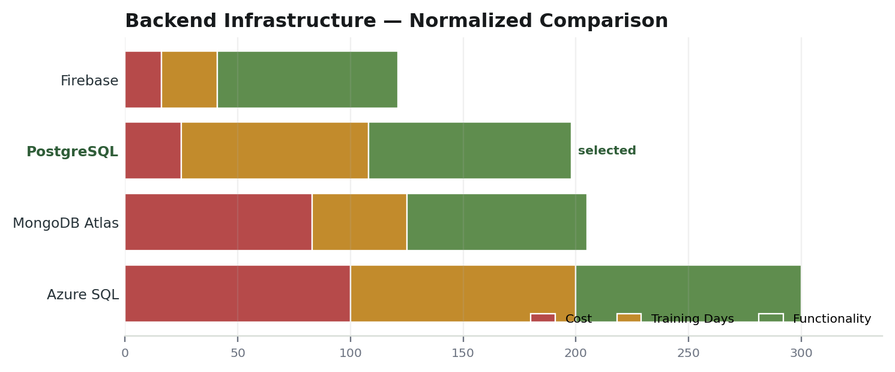 Backend Infrastructure — Normalized Comparison
Firebase
PostgreSQL
selected
MongoDB Atlas
Azure SQL
Cost
Training Days
Functionality
0 50 100 150 200 250 300